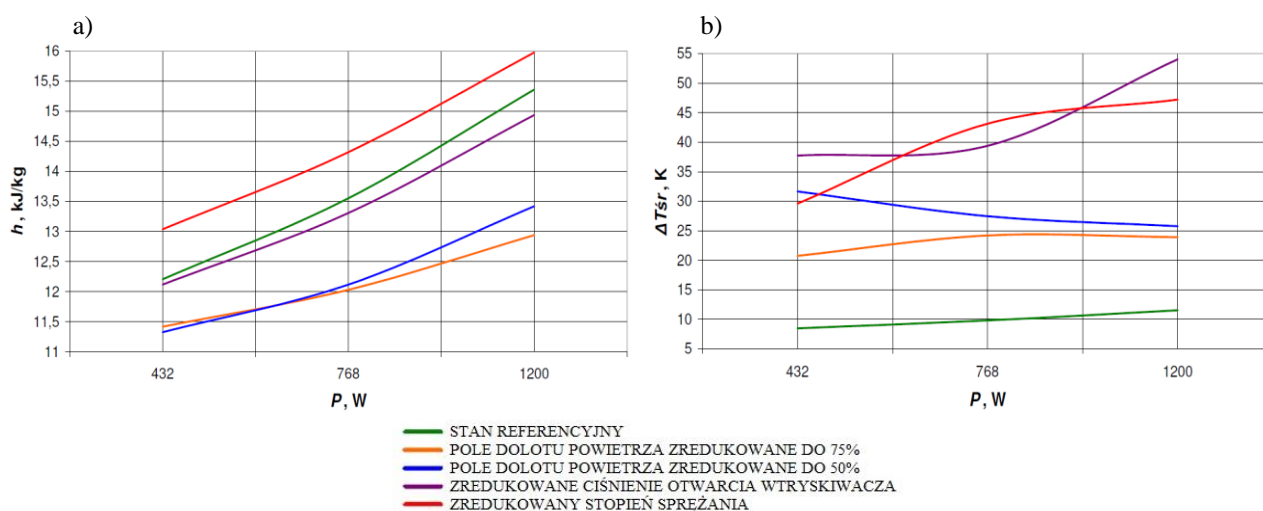 a)
b)
h, kJ/kg
16
15,5
15
14,5
14
13,5
13
12,5
12
11,5
11
432
768
1200
P, W
ΔTśr, K
55
50
45
40
35
30
25
20
15
10
5
432
768
1200
P, W
STAN REFERENCYJNY
POLE DOLOTU POWIETRZA ZREDUKOWANE DO 75%
POLE DOLOTU POWIETRZA ZREDUKOWANE DO 50%
ZREDUKOWANE CIŚNIENIE OTWARCIA WTRYSKIWACZA
ZREDUKOWANY STOPIEŃ SPRĘŻANIA